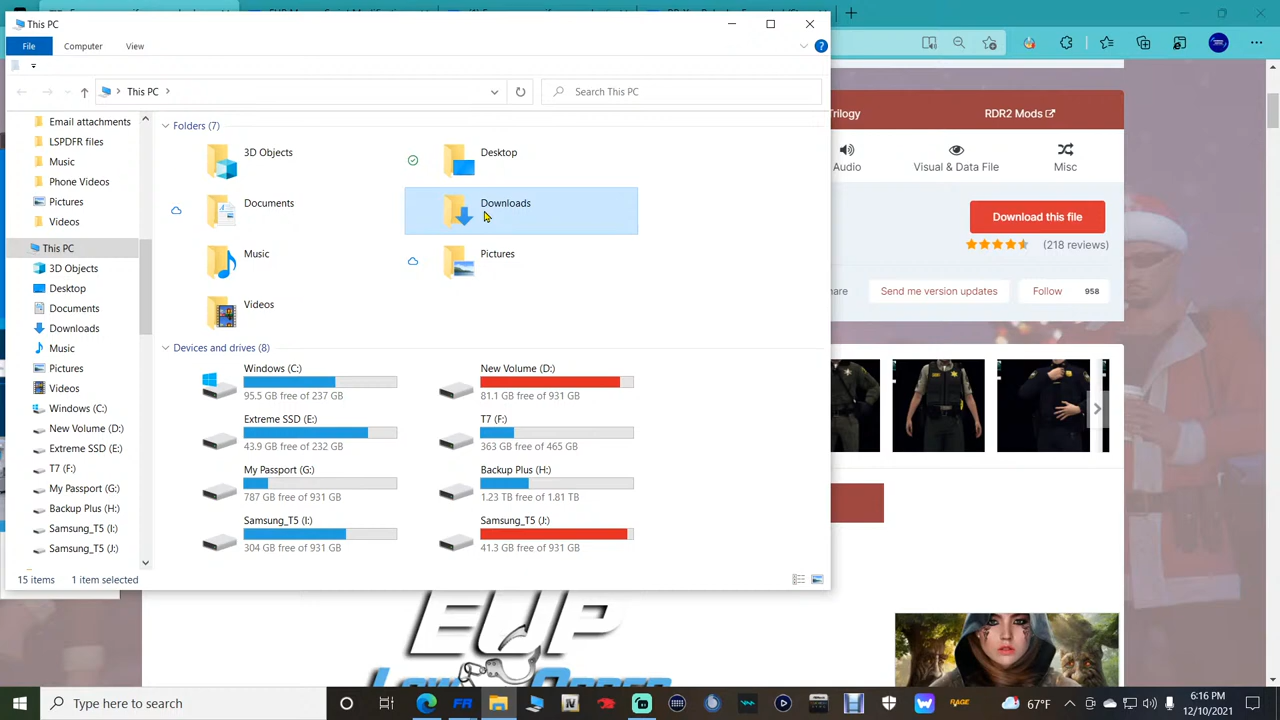 This PC
File
Computer
View
This PC
Search This PC
Email attachments
LSPDFR files
Music
Phone Videos
Pictures
Videos
This PC
3D Objects
Desktop
Documents
Downloads
Music
Pictures
Videos
Windows (C:)
New Volume (D:)
Extreme SSD (E:)
T7 (F:)
My Passport (G:)
Backup Plus (H:)
Samsung_T5 (I:)
Samsung_T5 (J:)
Folders (7)
3D Objects
Desktop
Documents
Downloads
Music
Pictures
Videos
Devices and drives (8)
Windows (C:)
95.5 GB free of 237 GB
New Volume (D:)
81.1 GB free of 931 GB
Extreme SSD (E:)
43.9 GB free of 232 GB
T7 (F:)
363 GB free of 465 GB
My Passport (G:)
787 GB free of 931 GB
Backup Plus (H:)
1.23 TB free of 1.81 TB
Samsung_T5 (I:)
304 GB free of 931 GB
Samsung_T5 (J:)
41.3 GB free of 931 GB
15 items
1 item selected
rilogy
RDR2 Mods
Audio
Visual & Data File
Misc
Download this file
(218 reviews)
are
Send me version updates
Follow
958
EUP
Type here to search
FR
IV
RAGE
67°F
6:16 PM
12/10/2021